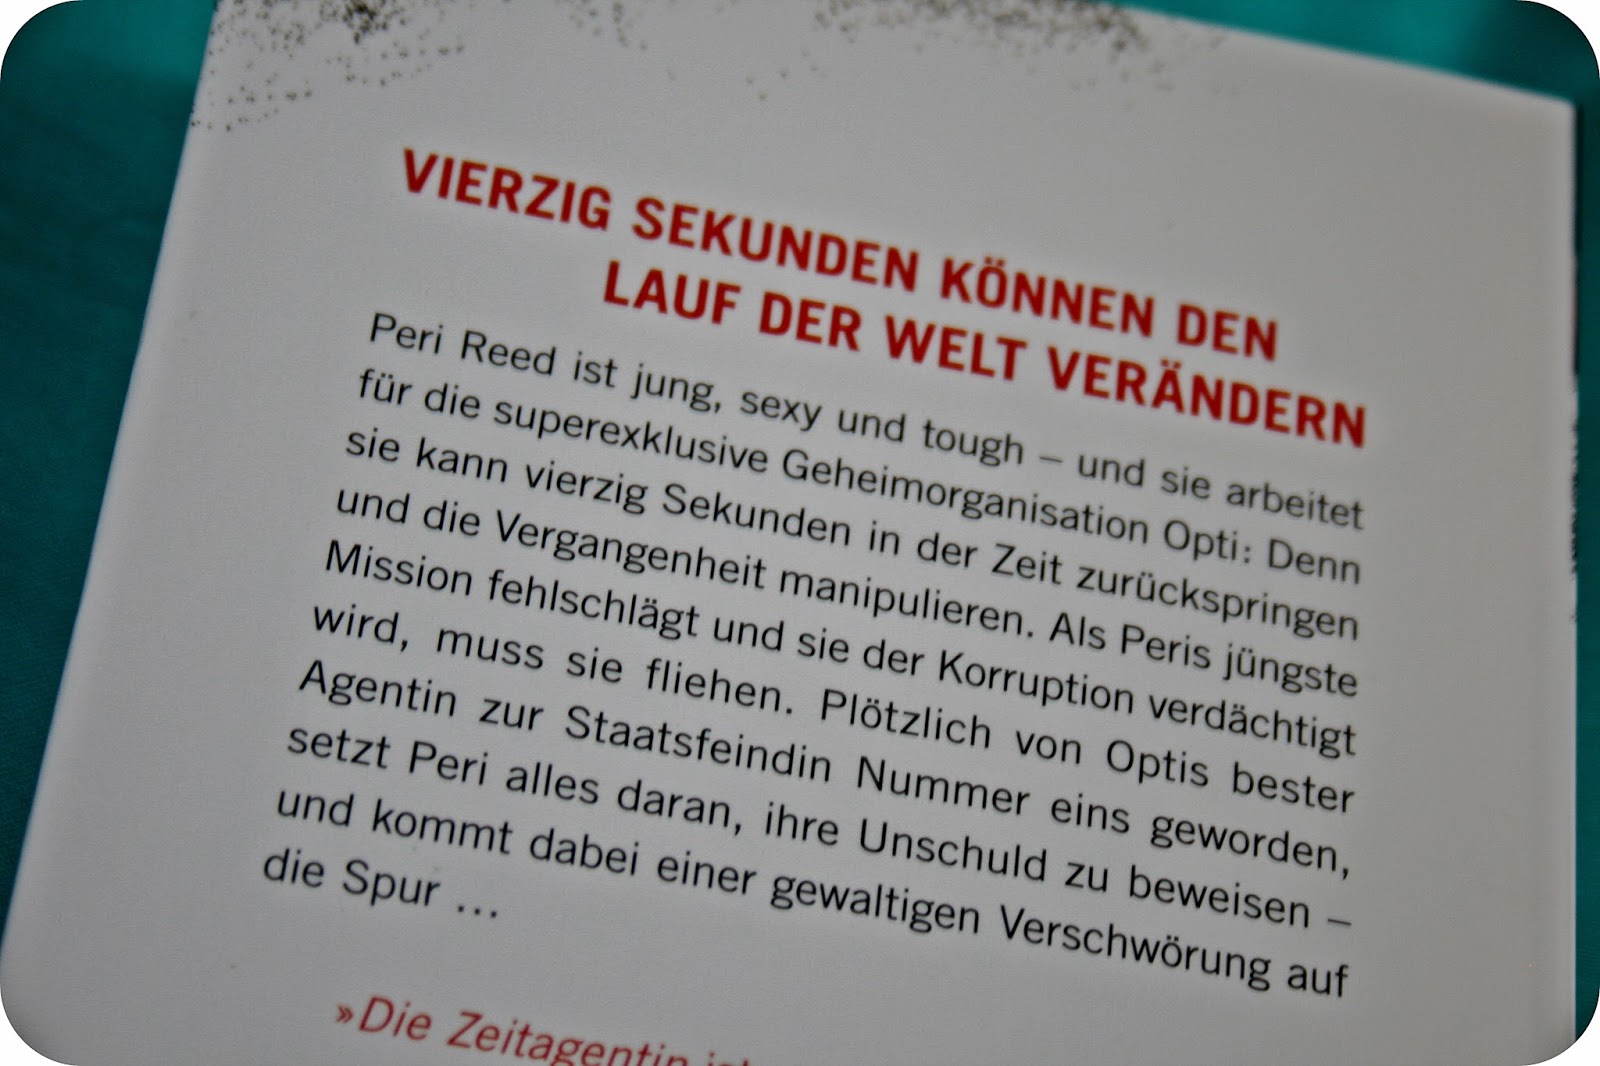 VIERZIG SEKUNDEN KÖNNEN DEN
LAUF DER WELT VERÄNDERN
Peri Reed ist jung, sexy und tough – und sie arbeitet
für die superexklusive Geheimorganisation Opti: Denn
sie kann vierzig Sekunden in der Zeit zurückspringen
und die Vergangenheit manipulieren. Als Peris jüngste
Mission fehlschlägt und sie der Korruption verdächtigt
wird, muss sie fliehen. Plötzlich von Optis bester
Agentin zur Staatsfeindin Nummer eins geworden,
setzt Peri alles daran, ihre Unschuld zu beweisen –
und kommt dabei einer gewaltigen Verschwörung auf
die Spur ...
»Die Zeitagentin